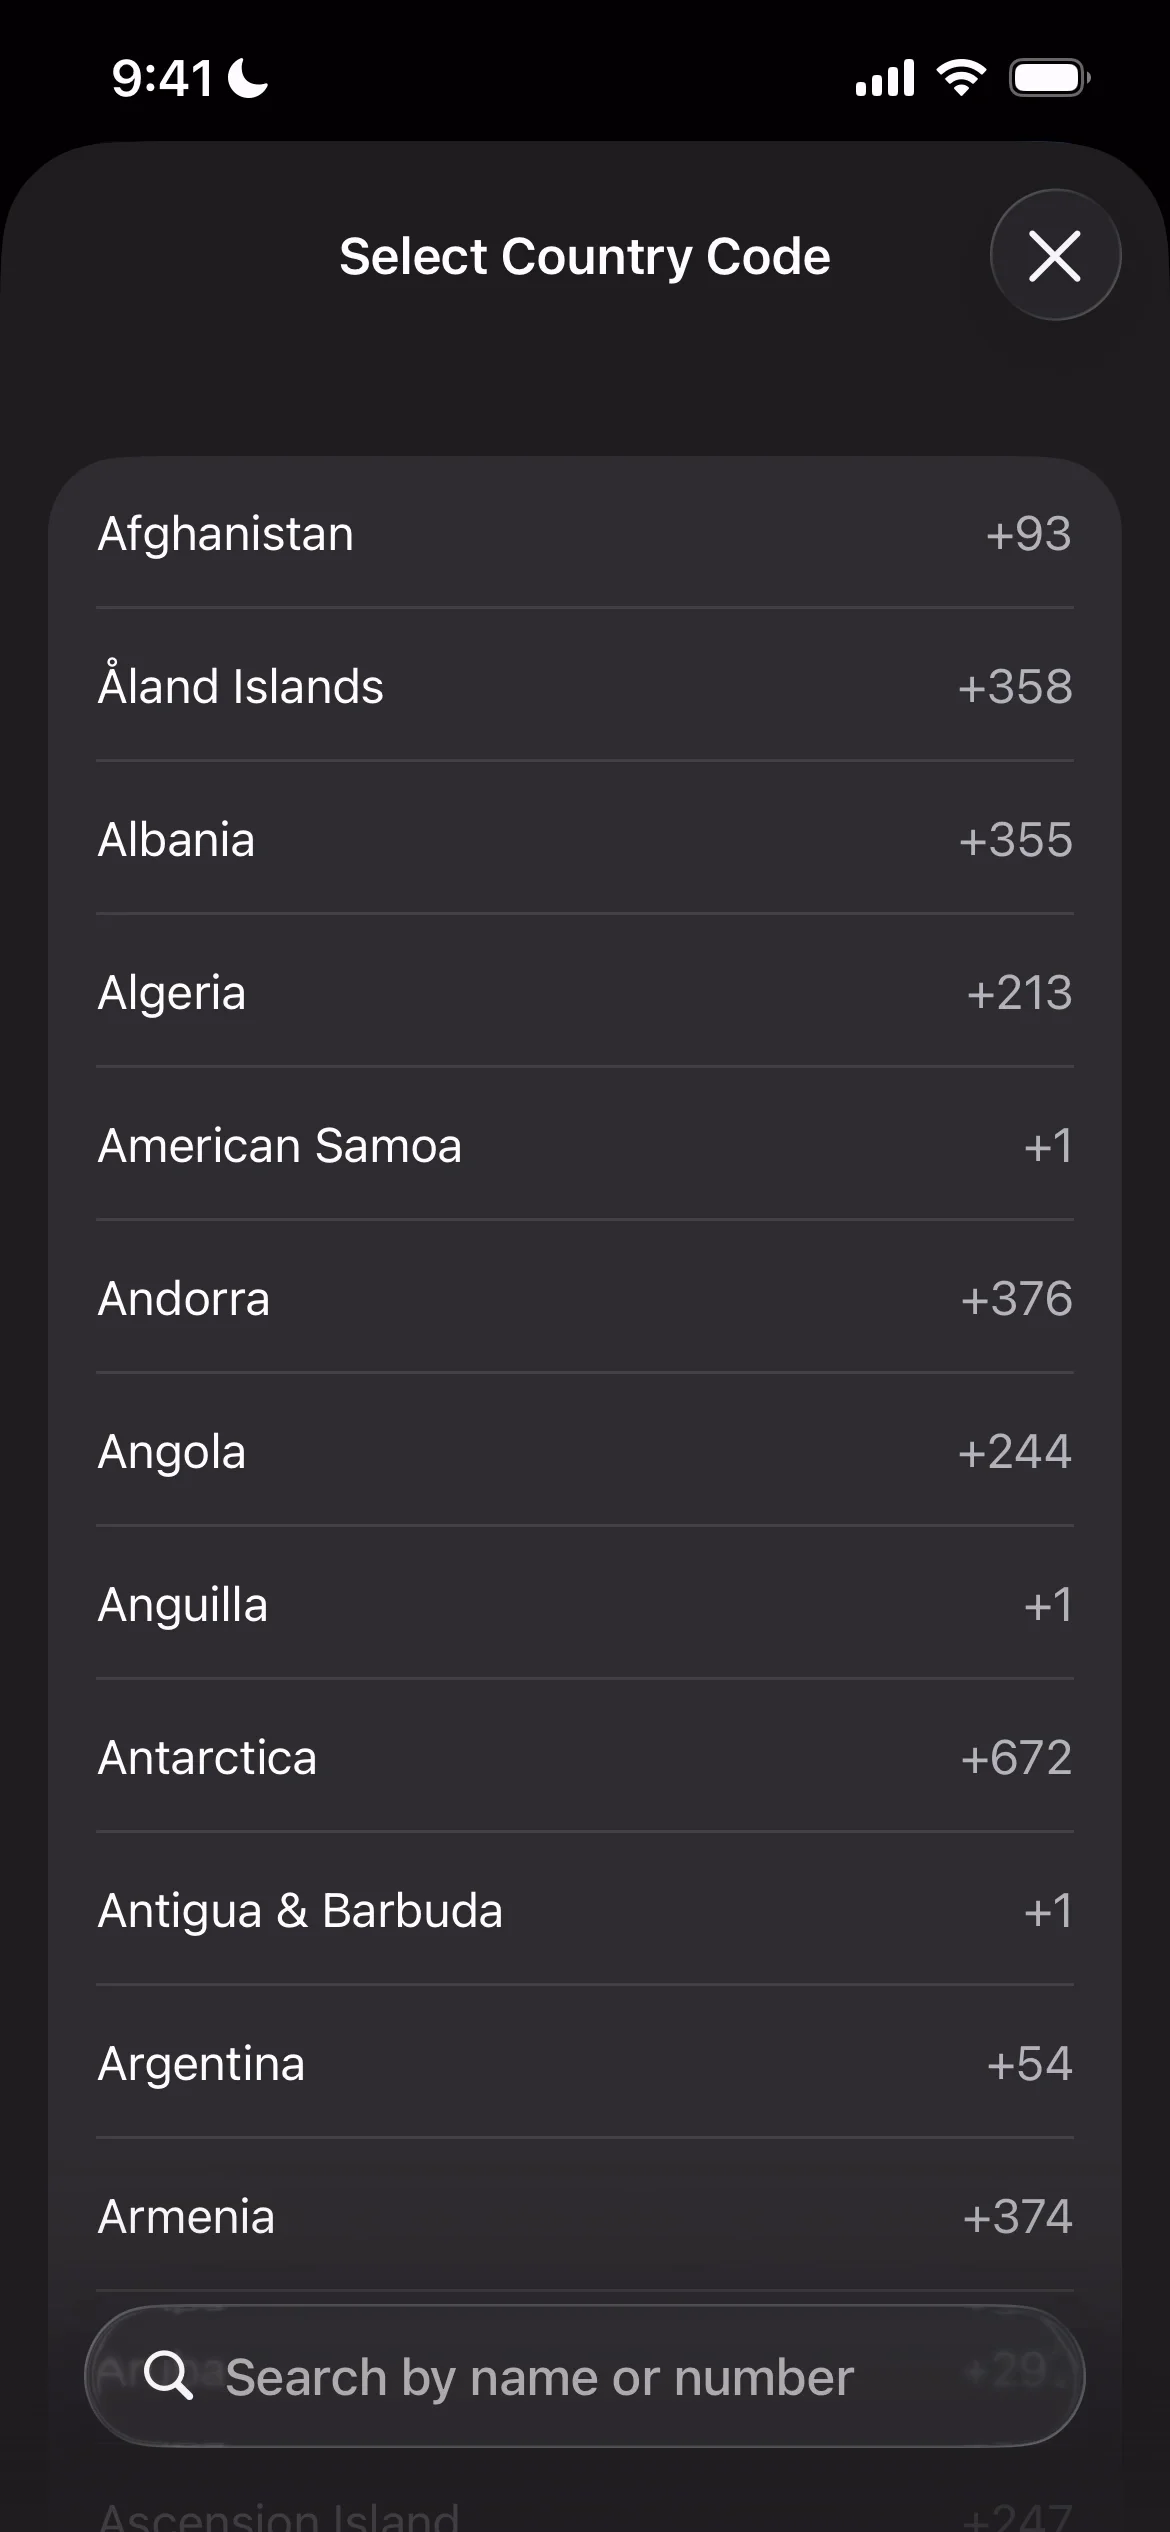 9:41
Select Country Code
Afghanistan +93
Åland Islands +358
Albania +355
Algeria +213
American Samoa +1
Andorra +376
Angola +244
Anguilla +1
Antarctica +672
Antigua & Barbuda +1
Argentina +54
Armenia +374
Search by name or number
Ascension Island +247